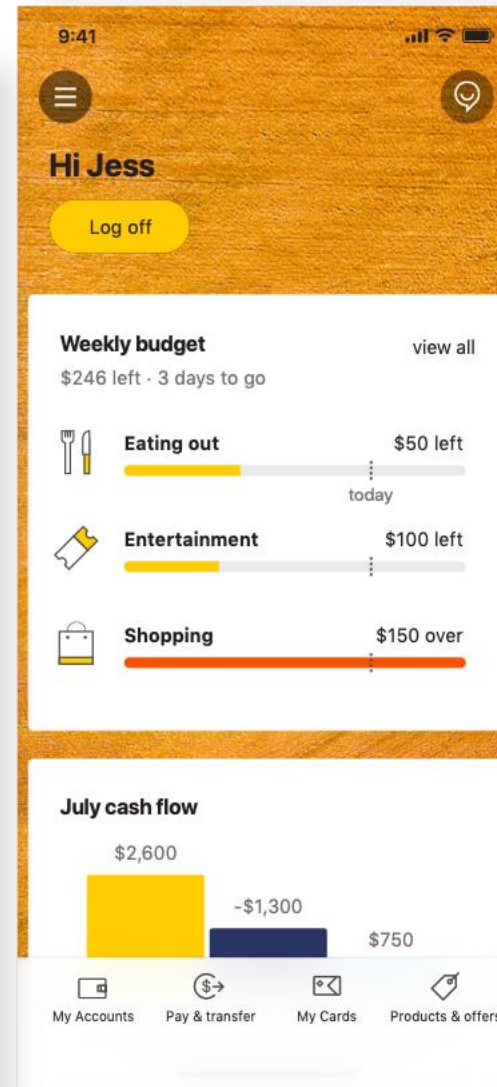 9:41
Hi Jess
Log off
Weekly budget
view all
$246 left · 3 days to go
Eating out
$50 left
today
Entertainment
$100 left
Shopping
$150 over
July cash flow
$2,600
-$1,300
$750
My Accounts
Pay & transfer
My Cards
Products & offers